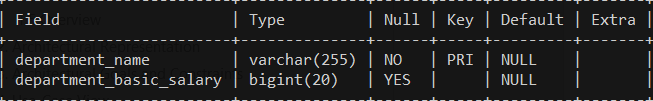 | Field | Type | Null | Key | Default | Extra |
| department_name | varchar(255) | NO | PRI | NULL | |
| department_basic_salary | bigint(20) | YES | | NULL | |